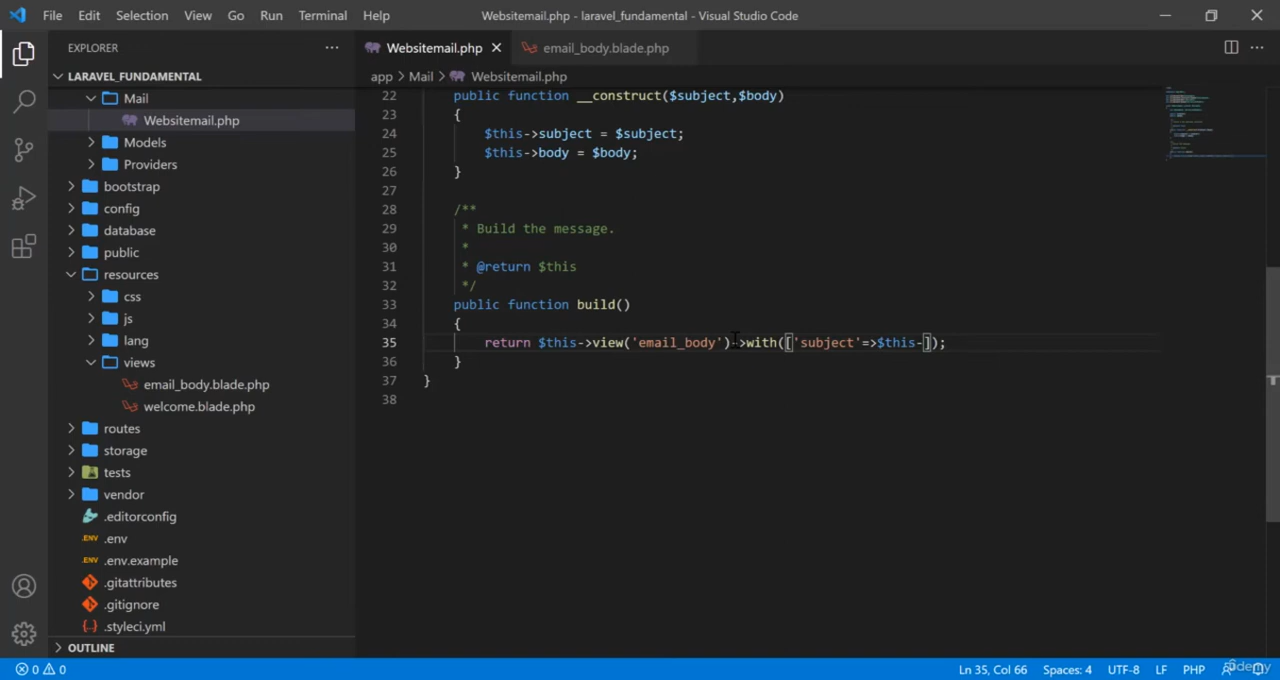 File Edit Selection View Go Run Terminal Help Websitemail.php - laravel_fundamental - Visual Studio Code
EXPLORER ···
LARAVEL_FUNDAMENTAL
Mail
Websitemail.php
Models
Providers
bootstrap
config
database
public
resources
css
js
lang
views
email_body.blade.php
welcome.blade.php
routes
storage
tests
vendor
.editorconfig
.env
.env.example
.gitattributes
.gitignore
.styleci.yml
OUTLINE
Websitemail.php email_body.blade.php
app > Mail > Websitemail.php
22 public function __construct($subject,$body)
23 {
24 $this->subject = $subject;
25 $this->body = $body;
26 }
27
28 /**
29 * Build the message.
30 *
31 * @return $this
32 */
33 public function build()
34 {
35 return $this->view('email_body')->with(['subject'=>$this-]);
36 }
37 }
38
0 0 Ln 35, Col 66 Spaces: 4 UTF-8 LF PHP
ûdemy